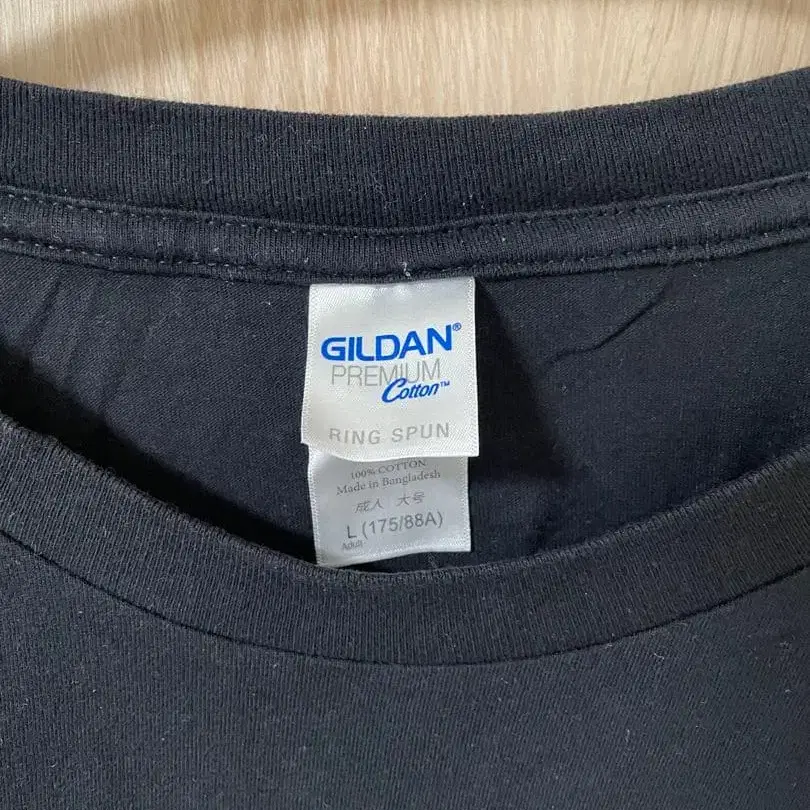 GILDAN®
PREMIUM
Cotton™
RING SPUN
100% COTTON
Made in Bangladesh
成人 大号
L (175/88A)
Adult